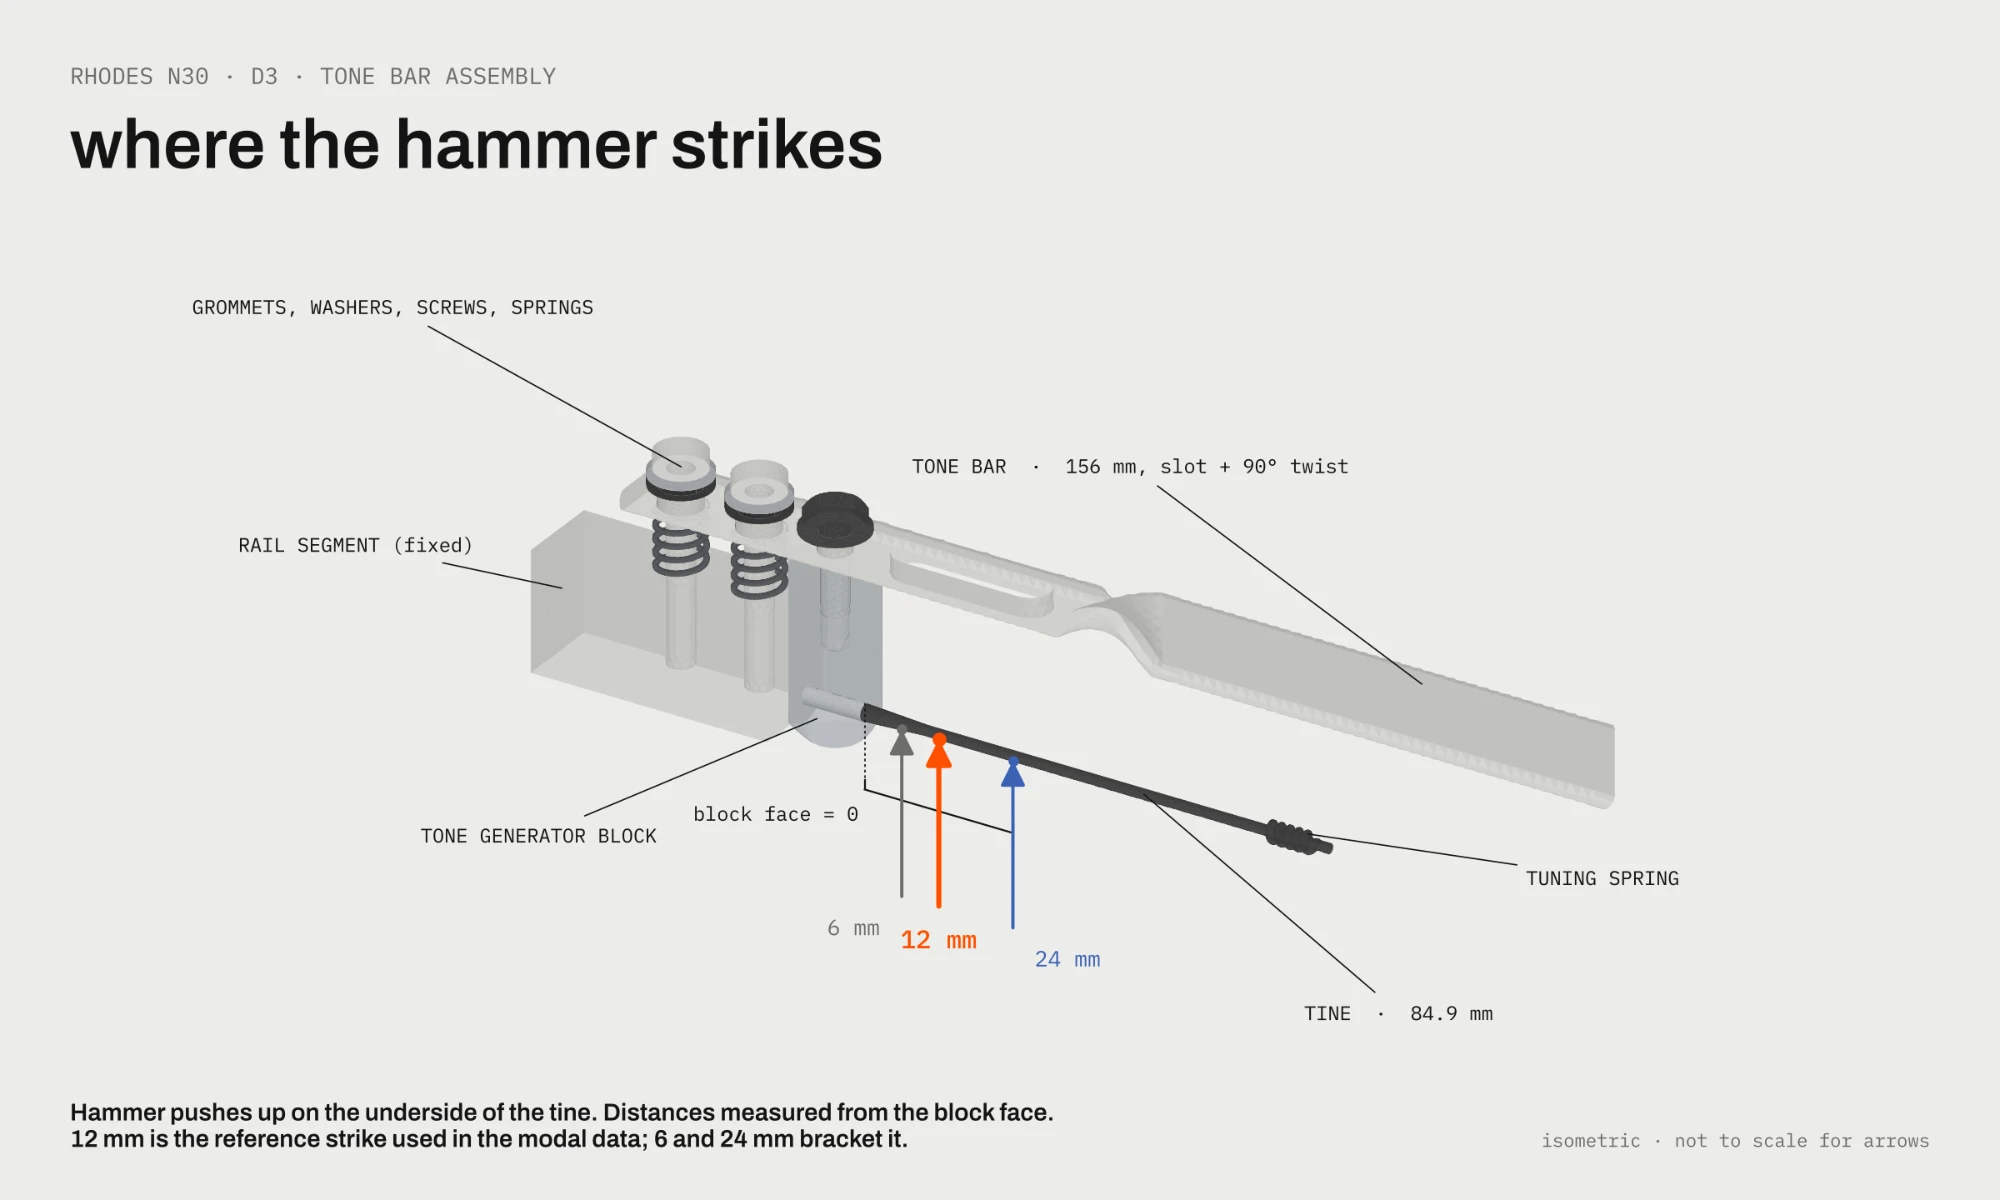 RHODES N30 · D3 · TONE BAR ASSEMBLY
where the hammer strikes
GROMMETS, WASHERS, SCREWS, SPRINGS
TONE BAR · 156 mm, slot + 90° twist
RAIL SEGMENT (fixed)
block face = 0
TONE GENERATOR BLOCK
TUNING SPRING
6 mm
12 mm
24 mm
TINE · 84.9 mm
Hammer pushes up on the underside of the tine. Distances measured from the block face.
12 mm is the reference strike used in the modal data; 6 and 24 mm bracket it.
isometric · not to scale for arrows